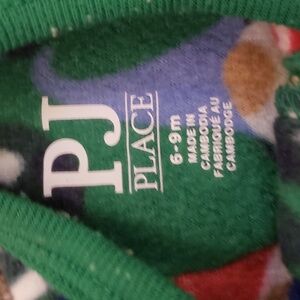 PJ
PLACE
6-9m
MADE IN
CAMBODIA
FABRIQUÉ AU
CAMBODGE